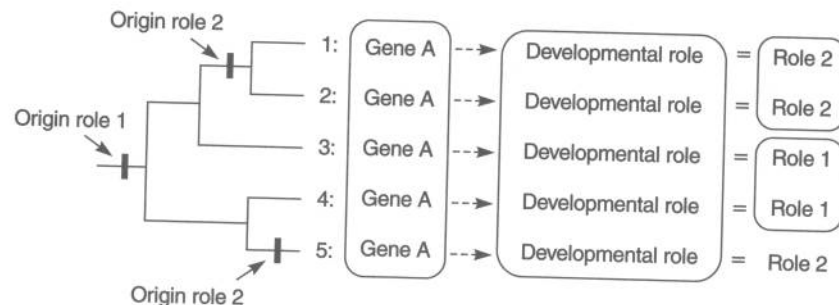 Origin role 2
1: Gene A Developmental role = Role 2
2: Gene A Developmental role = Role 2
Origin role 1
3: Gene A Developmental role = Role 1
4: Gene A Developmental role = Role 1
5: Gene A Developmental role = Role 2
Origin role 2